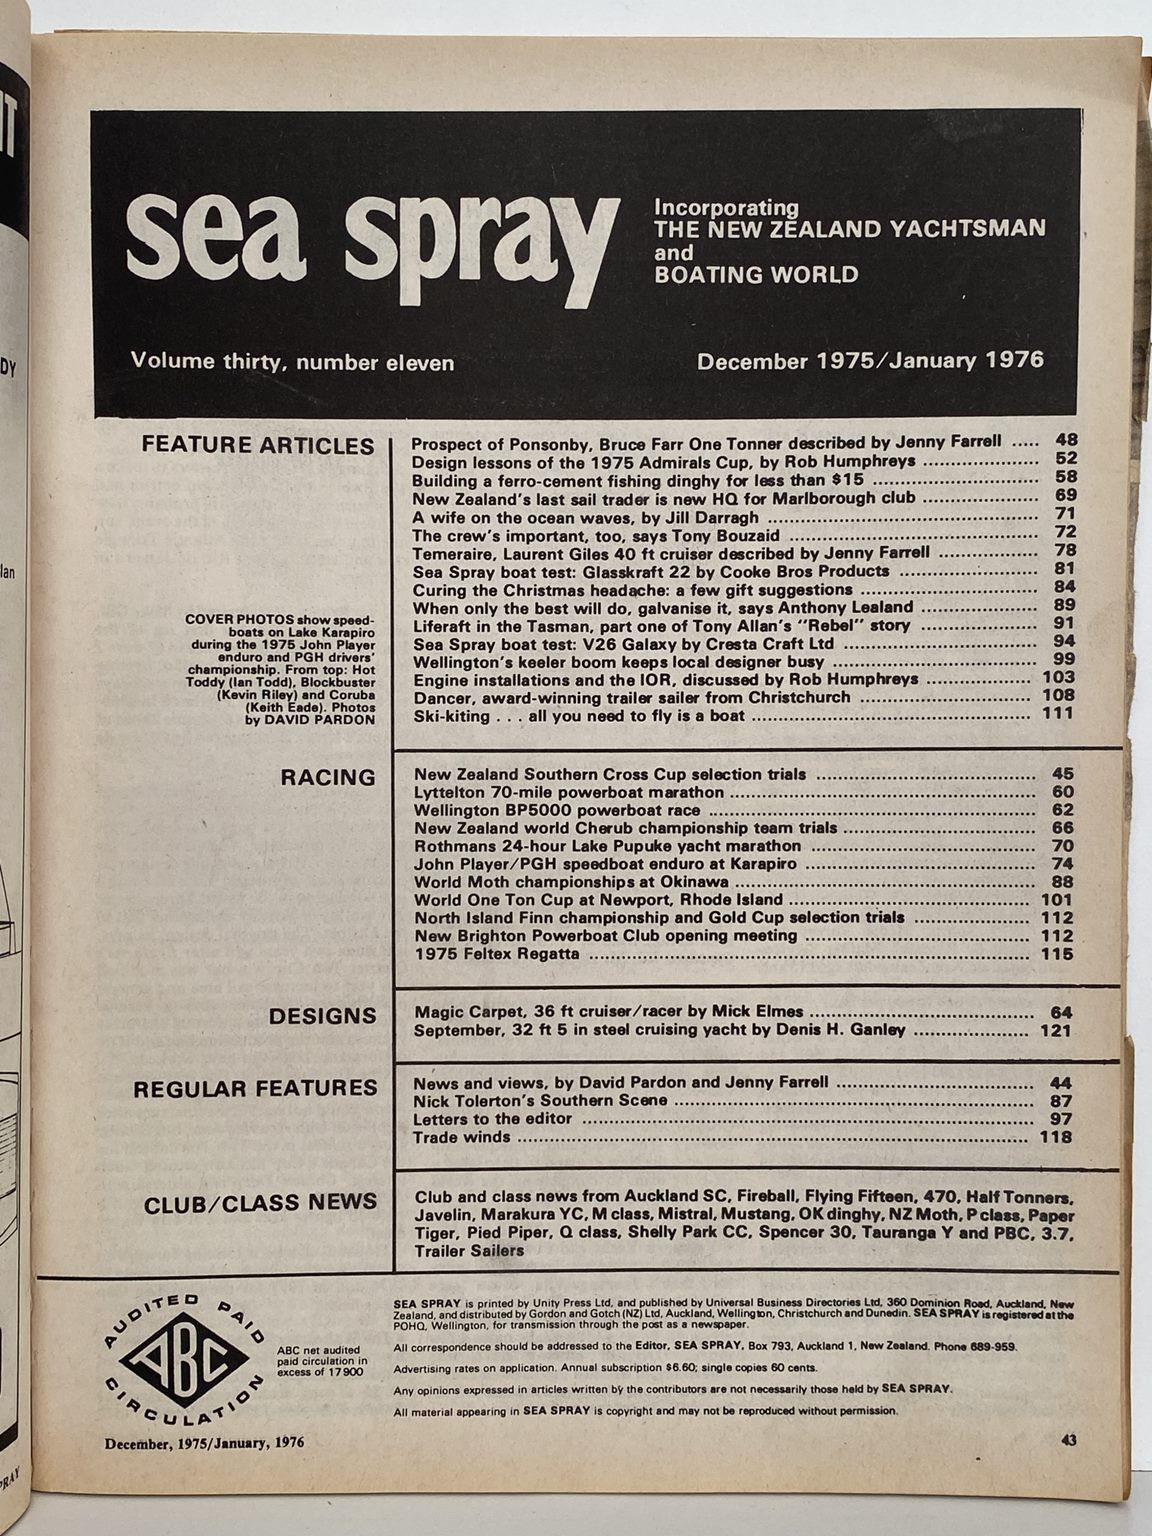 IT
DY
lan
PRAY
sea spray
Incorporating
THE NEW ZEALAND YACHTSMAN
and
BOATING WORLD
Volume thirty, number eleven
December 1975/January 1976
FEATURE ARTICLES
Prospect of Ponsonby, Bruce Farr One Tonner described by Jenny Farrell ..... 48
Design lessons of the 1975 Admirals Cup, by Rob Humphreys ..................... 52
Building a ferro-cement fishing dinghy for less than $15 .............................. 58
New Zealand's last sail trader is new HQ for Marlborough club ..................... 69
A wife on the ocean waves, by Jill Darragh ................................................. 71
The crew's important, too, says Tony Bouzaid ............................................. 72
Temeraire, Laurent Giles 40 ft cruiser described by Jenny Farrell .................. 78
Sea Spray boat test: Glasskraft 22 by Cooke Bros Products ......................... 81
Curing the Christmas headache: a few gift suggestions ................................ 84
When only the best will do, galvanise it, says Anthony Lealand ..................... 89
Liferaft in the Tasman, part one of Tony Allan's "Rebel" story ..................... 91
Sea Spray boat test: V26 Galaxy by Cresta Craft Ltd ................................... 94
Wellington's keeler boom keeps local designer busy ..................................... 99
Engine installations and the IOR, discussed by Rob Humphreys ................... 103
Dancer, award-winning trailer sailer from Christchurch ............................... 108
Ski-kiting . . . all you need to fly is a boat .................................................. 111
COVER PHOTOS show speed-
boats on Lake Karapiro
during the 1975 John Player
enduro and PGH drivers'
championship. From top: Hot
Toddy (Ian Todd), Blockbuster
(Kevin Riley) and Coruba
(Keith Eade). Photos
by DAVID PARDON
RACING
New Zealand Southern Cross Cup selection trials ........................................ 45
Lyttelton 70-mile powerboat marathon ....................................................... 60
Wellington BP5000 powerboat race ........................................................... 62
New Zealand world Cherub championship team trials ................................... 66
Rothmans 24-hour Lake Pupuke yacht marathon ......................................... 70
John Player/PGH speedboat enduro at Karapiro .......................................... 74
World Moth championships at Okinawa ...................................................... 88
World One Ton Cup at Newport, Rhode Island ............................................ 101
North Island Finn championship and Gold Cup selection trials ..................... 112
New Brighton Powerboat Club opening meeting ......................................... 112
1975 Feltex Regatta ................................................................................ 115
DESIGNS
Magic Carpet, 36 ft cruiser/racer by Mick Elmes ......................................... 64
September, 32 ft 5 in steel cruising yacht by Denis H. Ganley ..................... 121
REGULAR FEATURES
News and views, by David Pardon and Jenny Farrell .................................... 44
Nick Tolerton's Southern Scene ................................................................. 87
Letters to the editor .................................................................................. 97
Trade winds ............................................................................................ 118
CLUB/CLASS NEWS
Club and class news from Auckland SC, Fireball, Flying Fifteen, 470, Half Tonners,
Javelin, Marakura YC, M class, Mistral, Mustang, OK dinghy, NZ Moth, P class, Paper
Tiger, Pied Piper, Q class, Shelly Park CC, Spencer 30, Tauranga Y and PBC, 3.7,
Trailer Sailers
AUDITED PAID
ABC
CIRCULATION
ABC net audited
paid circulation in
excess of 17900
SEA SPRAY is printed by Unity Press Ltd, and published by Universal Business Directories Ltd, 360 Dominion Road, Auckland, New
Zealand, and distributed by Gordon and Gotch (NZ) Ltd, Auckland, Wellington, Christchurch and Dunedin. SEA SPRAY is registered at the
POHQ, Wellington, for transmission through the post as a newspaper.
All correspondence should be addressed to the Editor, SEA SPRAY, Box 793, Auckland 1, New Zealand. Phone 689-959.
Advertising rates on application. Annual subscription $6.60; single copies 60 cents.
Any opinions expressed in articles written by the contributors are not necessarily those held by SEA SPRAY.
All material appearing in SEA SPRAY is copyright and may not be reproduced without permission.
December, 1975/January, 1976
43